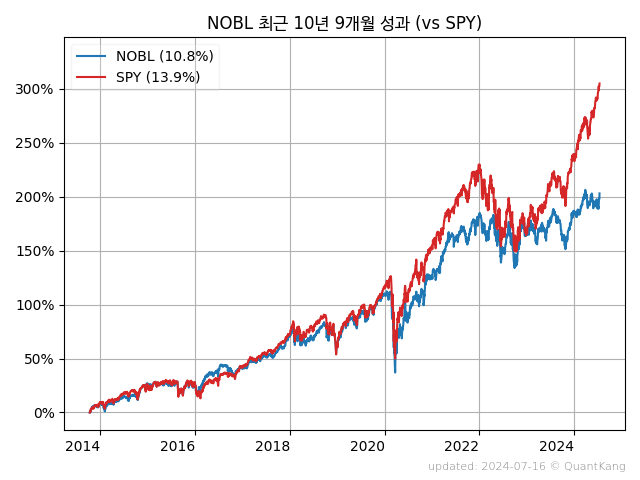 NOBL 최근 10년 9개월 성과 (vs SPY)
NOBL (10.8%)
SPY (13.9%)
300%
250%
200%
150%
100%
50%
0%
2014 2016 2018 2020 2022 2024
updated: 2024-07-16 © QuantKang